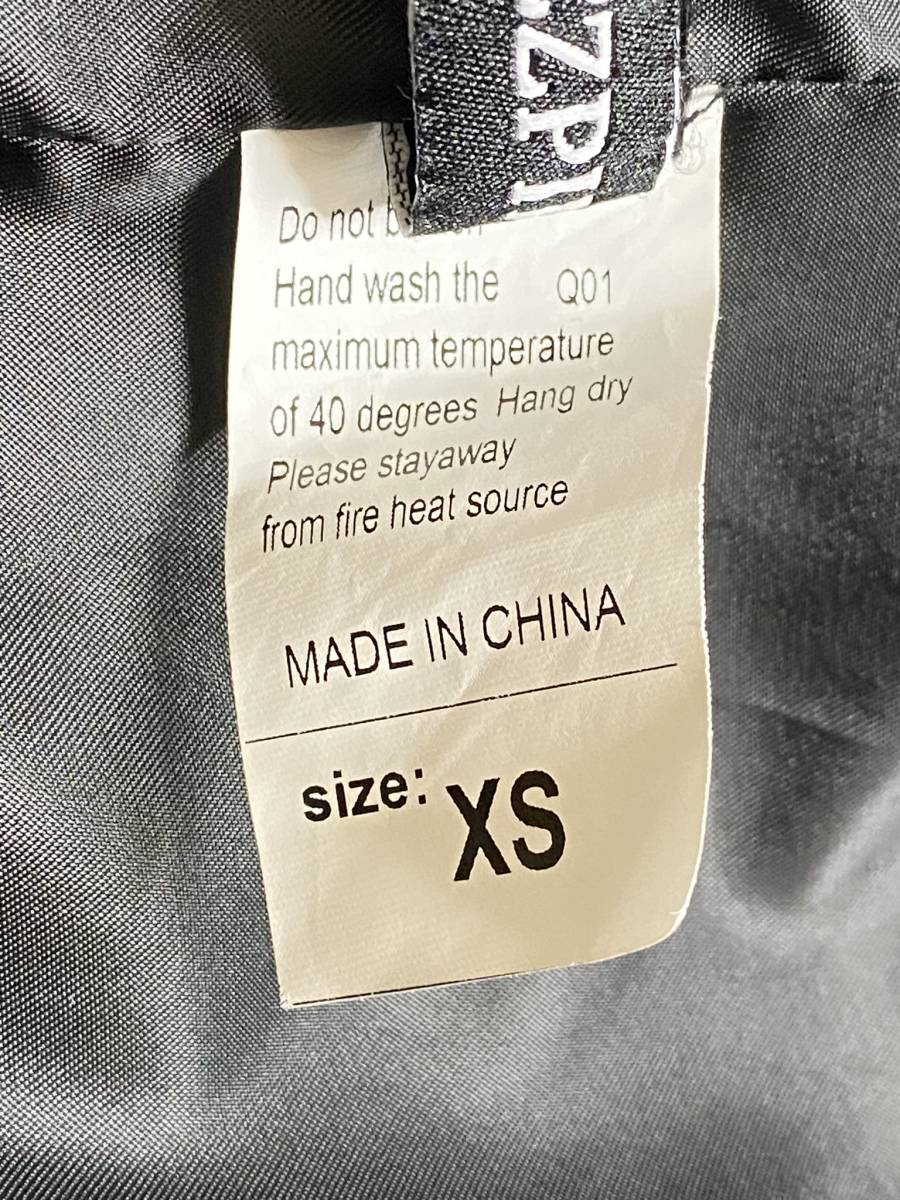 ZPI
Do not
Hand wash the Q01
maximum temperature
of 40 degrees Hang dry
Please stayaway
from fire heat source
MADE IN CHINA
size: XS